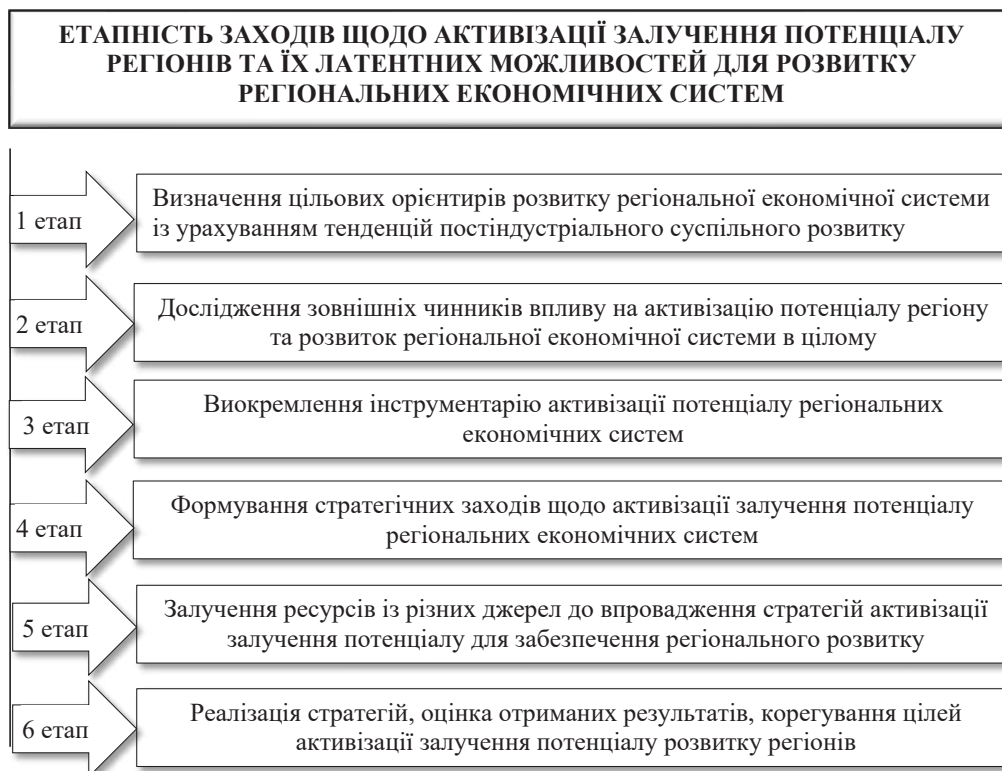 ЕТАПНІСТЬ ЗАХОДІВ ЩОДО АКТИВІЗАЦІЇ ЗАЛУЧЕННЯ ПОТЕНЦІАЛУ
РЕГІОНІВ ТА ЇХ ЛАТЕНТНИХ МОЖЛИВОСТЕЙ ДЛЯ РОЗВИТКУ
РЕГІОНАЛЬНИХ ЕКОНОМІЧНИХ СИСТЕМ
1 етап
Визначення цільових орієнтирів розвитку регіональної економічної системи
із урахуванням тенденцій постіндустріального суспільного розвитку
2 етап
Дослідження зовнішніх чинників впливу на активізацію потенціалу регіону
та розвиток регіональної економічної системи в цілому
3 етап
Виокремлення інструментарію активізації потенціалу регіональних
економічних систем
4 етап
Формування стратегічних заходів щодо активізації залучення потенціалу
регіональних економічних систем
5 етап
Залучення ресурсів із різних джерел до впровадження стратегій активізації
залучення потенціалу для забезпечення регіонального розвитку
6 етап
Реалізація стратегій, оцінка отриманих результатів, корегування цілей
активізації залучення потенціалу розвитку регіонів